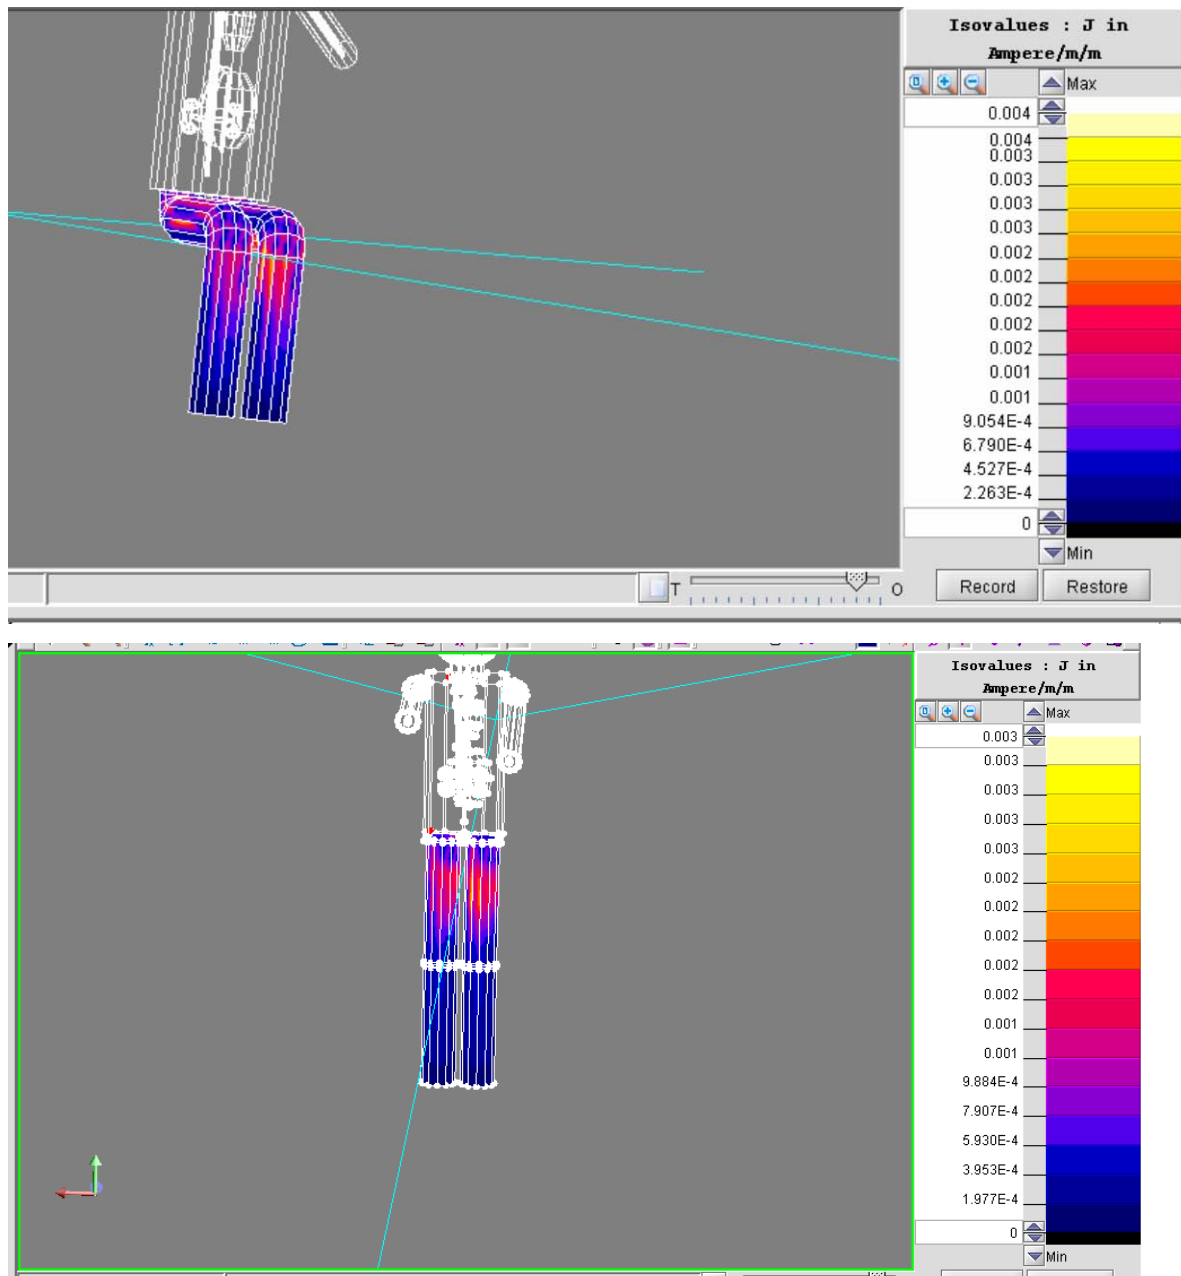 Isovalues : J in
Ampere/m/m
Max
0.004
0.004
0.003
0.003
0.003
0.003
0.002
0.002
0.002
0.002
0.002
0.001
0.001
9.054E-4
6.790E-4
4.527E-4
2.263E-4
0
Min
T
O
Record
Restore
Isovalues : J in
Ampere/m/m
Max
0.003
0.003
0.003
0.003
0.003
0.002
0.002
0.002
0.002
0.002
0.001
0.001
9.884E-4
7.907E-4
5.930E-4
3.953E-4
1.977E-4
0
Min